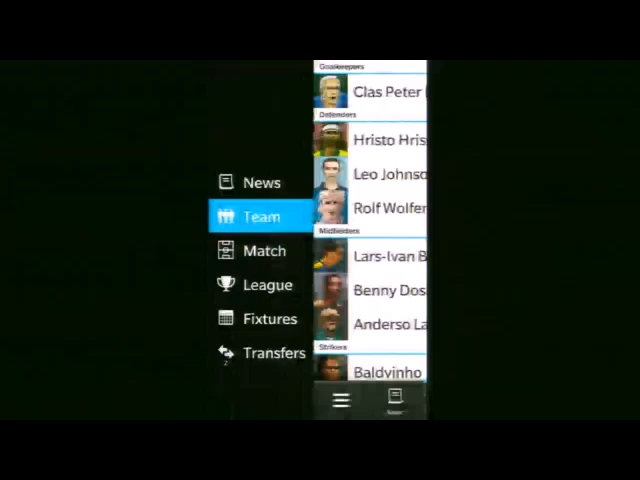 News
Team
Match
League
Fixtures
Transfers
Goalkeepers
Clas Peter
Defenders
Hristo Hris
Leo Johnso
Rolf Wolfer
Midfielders
Lars-Ivan B
Benny Dos
Anderso La
Strikers
Baldvinho